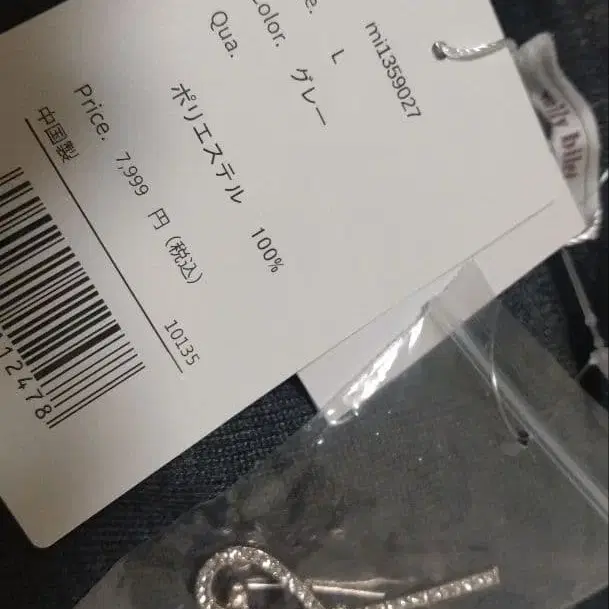 mi1359027
L
Color. グレー
Qua.
ポリエステル 100%
Price. 7,999 円 (税込)
中国製
10135
12478